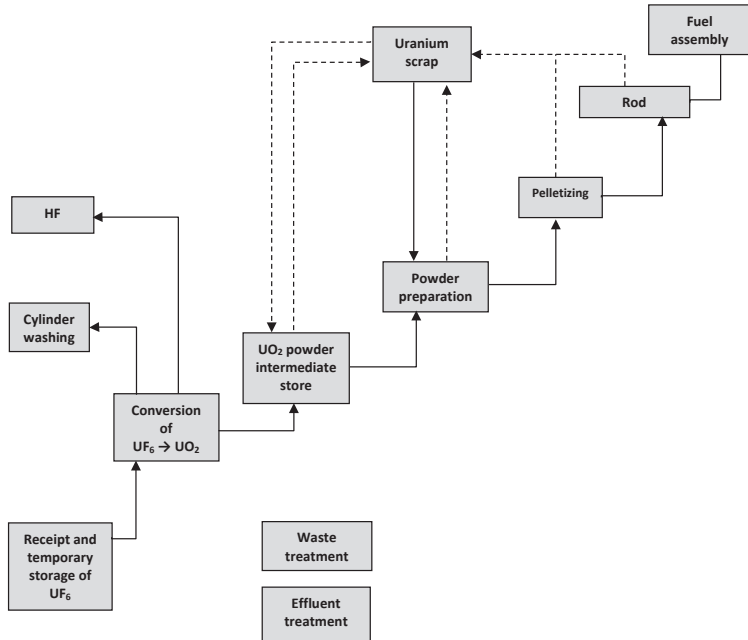 Fuel
assembly
Uranium
scrap
Rod
Pelletizing
HF
Powder
preparation
Cylinder
washing
UO₂ powder
intermediate
store
Conversion
of
UF₆ → UO₂
Receipt and
temporary
storage of
UF₆
Waste
treatment
Effluent treatment